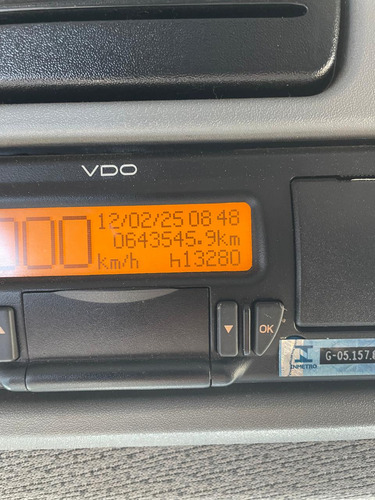 VDO
12/02/25 08 48
0643545.9km
000
km/h h13280
OK
INMETRO
G-05.157.